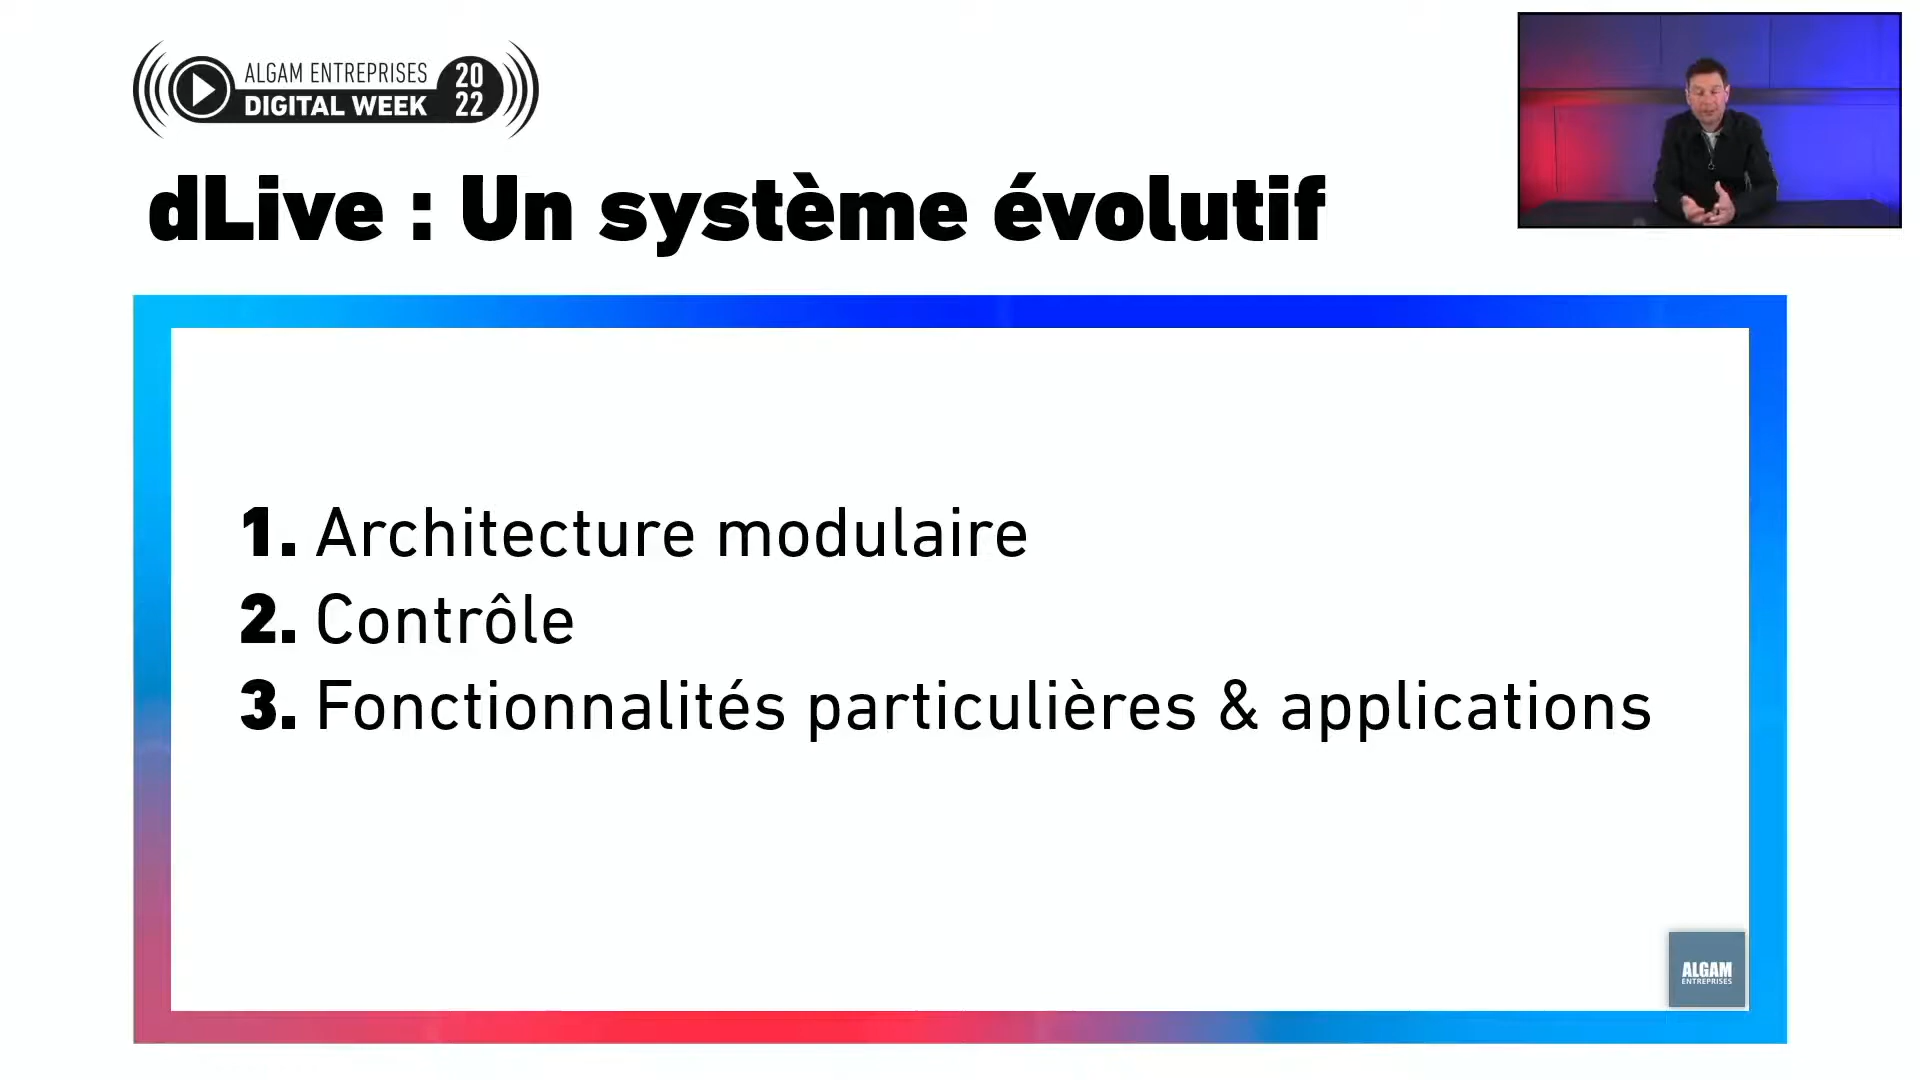 ALGAM ENTREPRISES
DIGITAL WEEK
20
22
dLive : Un système évolutif
1. Architecture modulaire
2. Contrôle
3. Fonctionnalités particulières & applications
ALGAM
ENTREPRISES